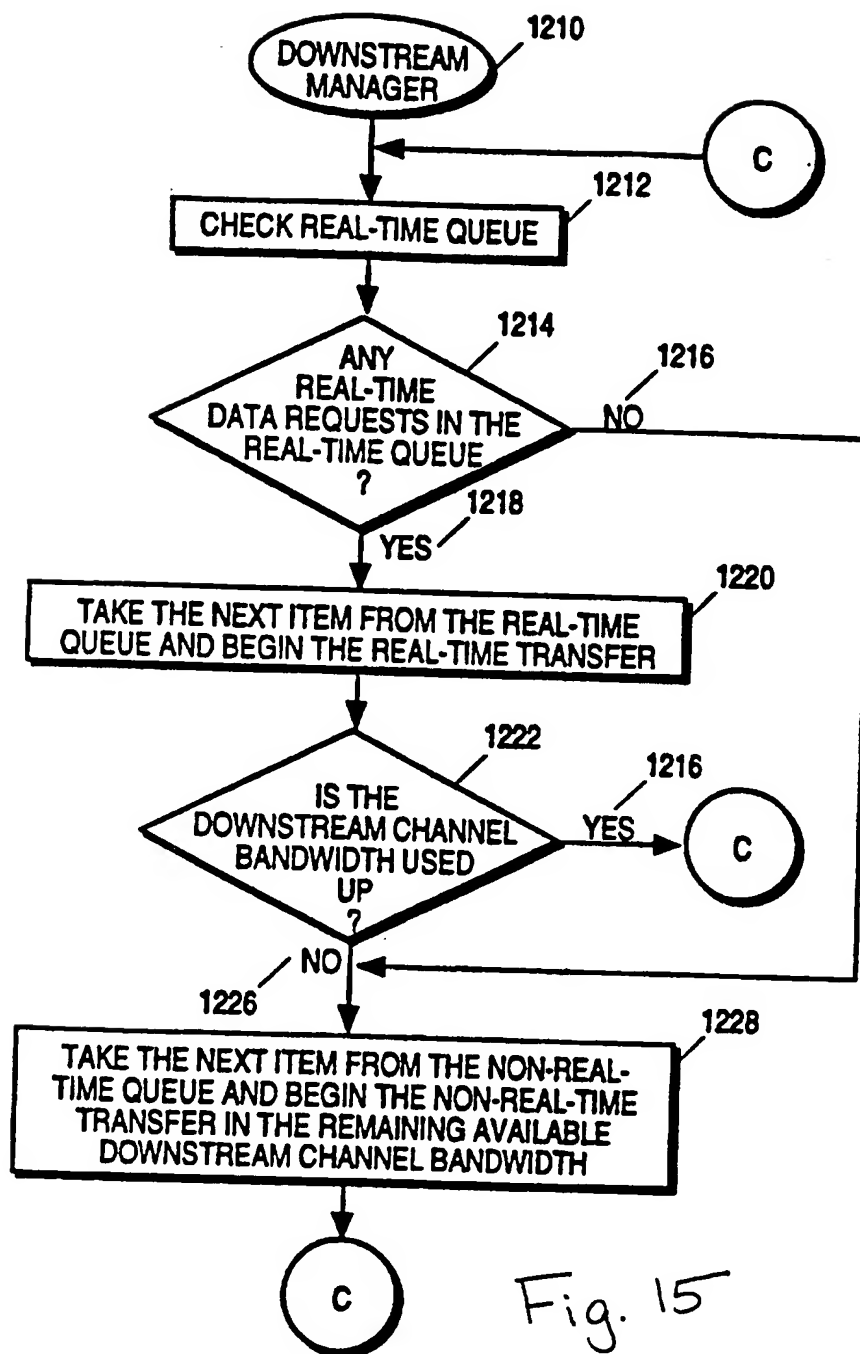 1210
DOWNSTREAM
MANAGER
C
1212
CHECK REAL-TIME QUEUE
1214
ANY
REAL-TIME
DATA REQUESTS IN THE
REAL-TIME QUEUE
?
1216
NO
1218
YES
1220
TAKE THE NEXT ITEM FROM THE REAL-TIME
QUEUE AND BEGIN THE REAL-TIME TRANSFER
1222
IS THE
DOWNSTREAM CHANNEL
BANDWIDTH USED
UP
?
1216
YES
C
NO
1226
1228
TAKE THE NEXT ITEM FROM THE NON-REAL-
TIME QUEUE AND BEGIN THE NON-REAL-TIME
TRANSFER IN THE REMAINING AVAILABLE
DOWNSTREAM CHANNEL BANDWIDTH
C
Fig. 15